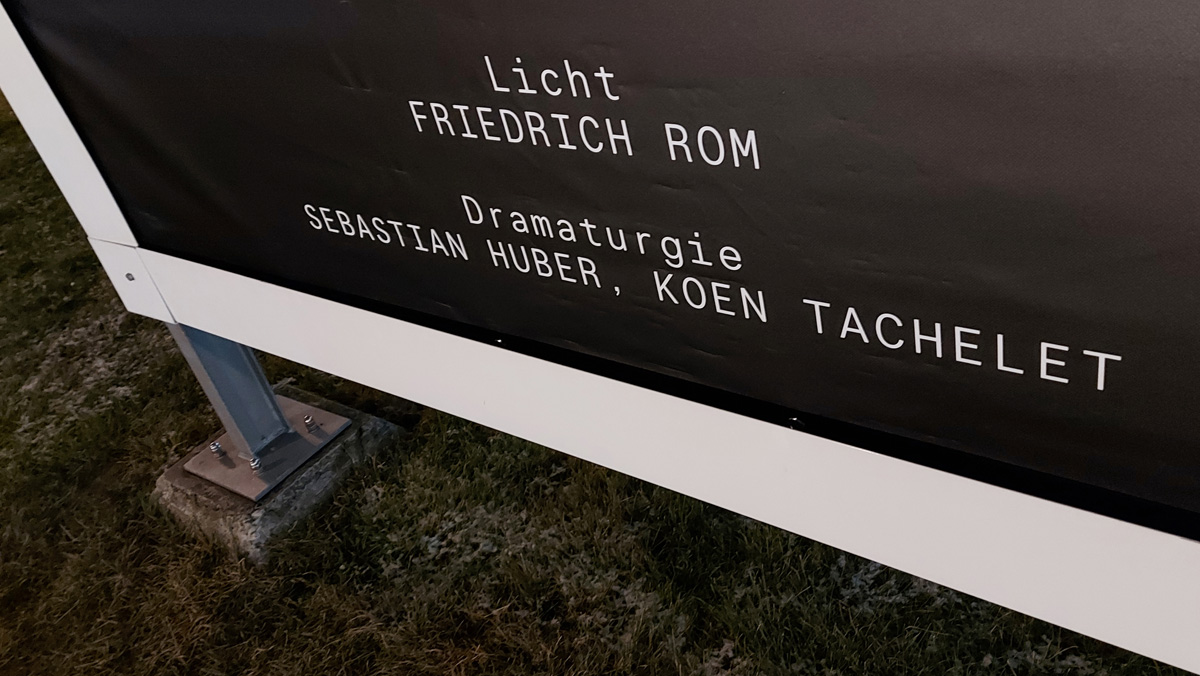 Licht
FRIEDRICH ROM
Dramaturgie
SEBASTIAN HUBER, KOEN TACHELET